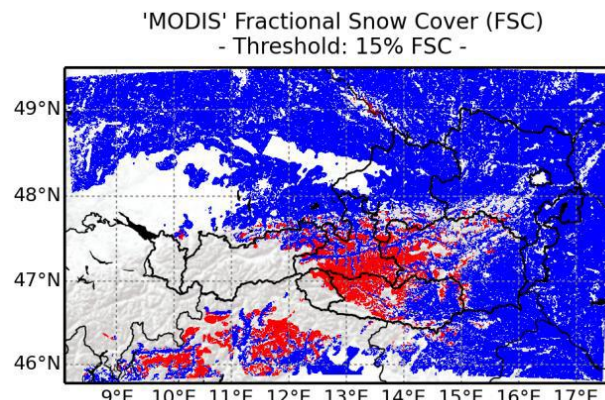 'MODIS' Fractional Snow Cover (FSC)
- Threshold: 15% FSC -
49°N
48°N
47°N
46°N
9°E 10°E 11°E 12°E 13°E 14°E 15°E 16°E 17°E